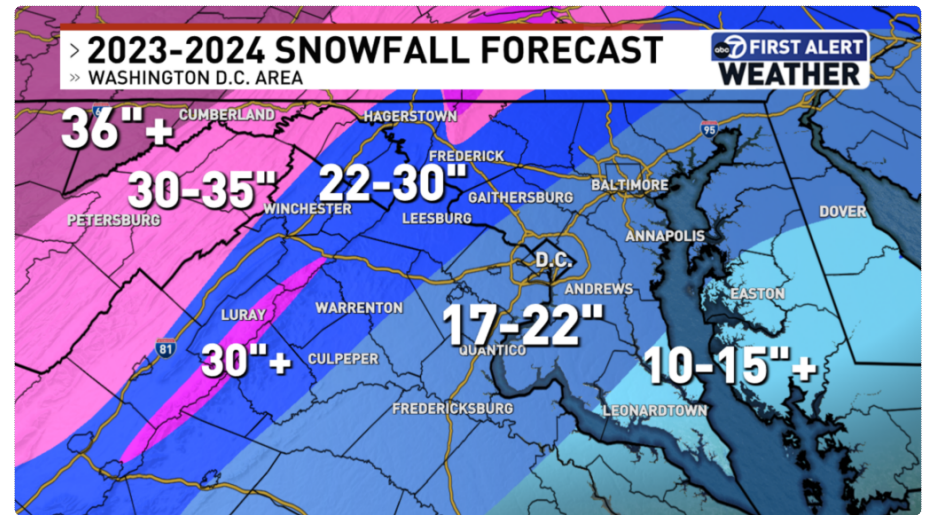 > 2023-2024 SNOWFALL FORECAST
» WASHINGTON D.C. AREA
abc 7 FIRST ALERT
WEATHER
36"+
CUMBERLAND
HAGERSTOWN
95
30-35"
22-30"
FREDERICK
GAITHERSBURG
BALTIMORE
PETERSBURG
WINCHESTER
LEESBURG
DOVER
ANNAPOLIS
D.C.
ANDREWS
EASTON
LURAY
WARRENTON
17-22"
81
30"+
CULPEPER
QUANTICO
10-15"+
FREDERICKSBURG
LEONARDTOWN